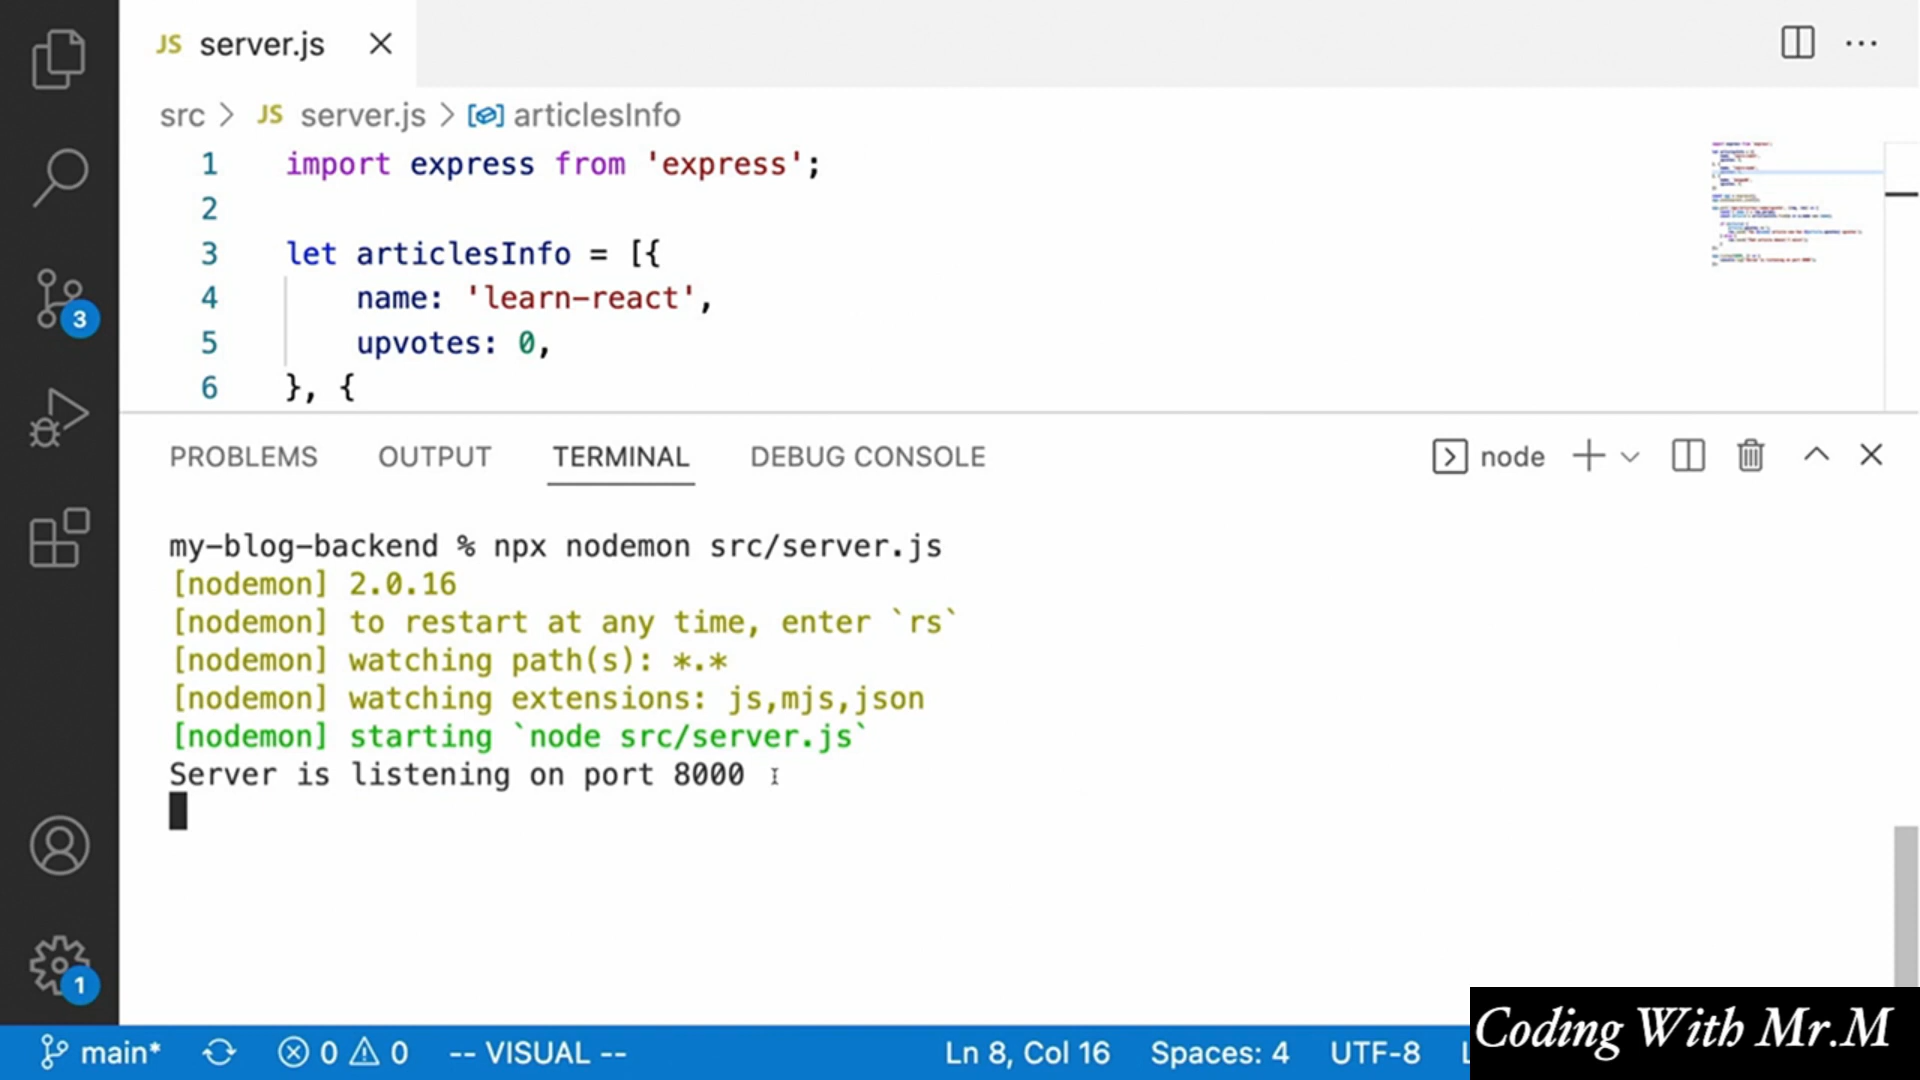 JS server.js
src > JS server.js > articlesInfo
1 import express from 'express';
2
3 let articlesInfo = [{
4 name: 'learn-react',
5 upvotes: 0,
6 }, {
3
PROBLEMS OUTPUT TERMINAL DEBUG CONSOLE node
my-blog-backend % npx nodemon src/server.js
[nodemon] 2.0.16
[nodemon] to restart at any time, enter `rs`
[nodemon] watching path(s): *.*
[nodemon] watching extensions: js,mjs,json
[nodemon] starting `node src/server.js`
Server is listening on port 8000
1
main* 0 0 -- VISUAL -- Ln 8, Col 16 Spaces: 4 UTF-8
Coding With Mr.M